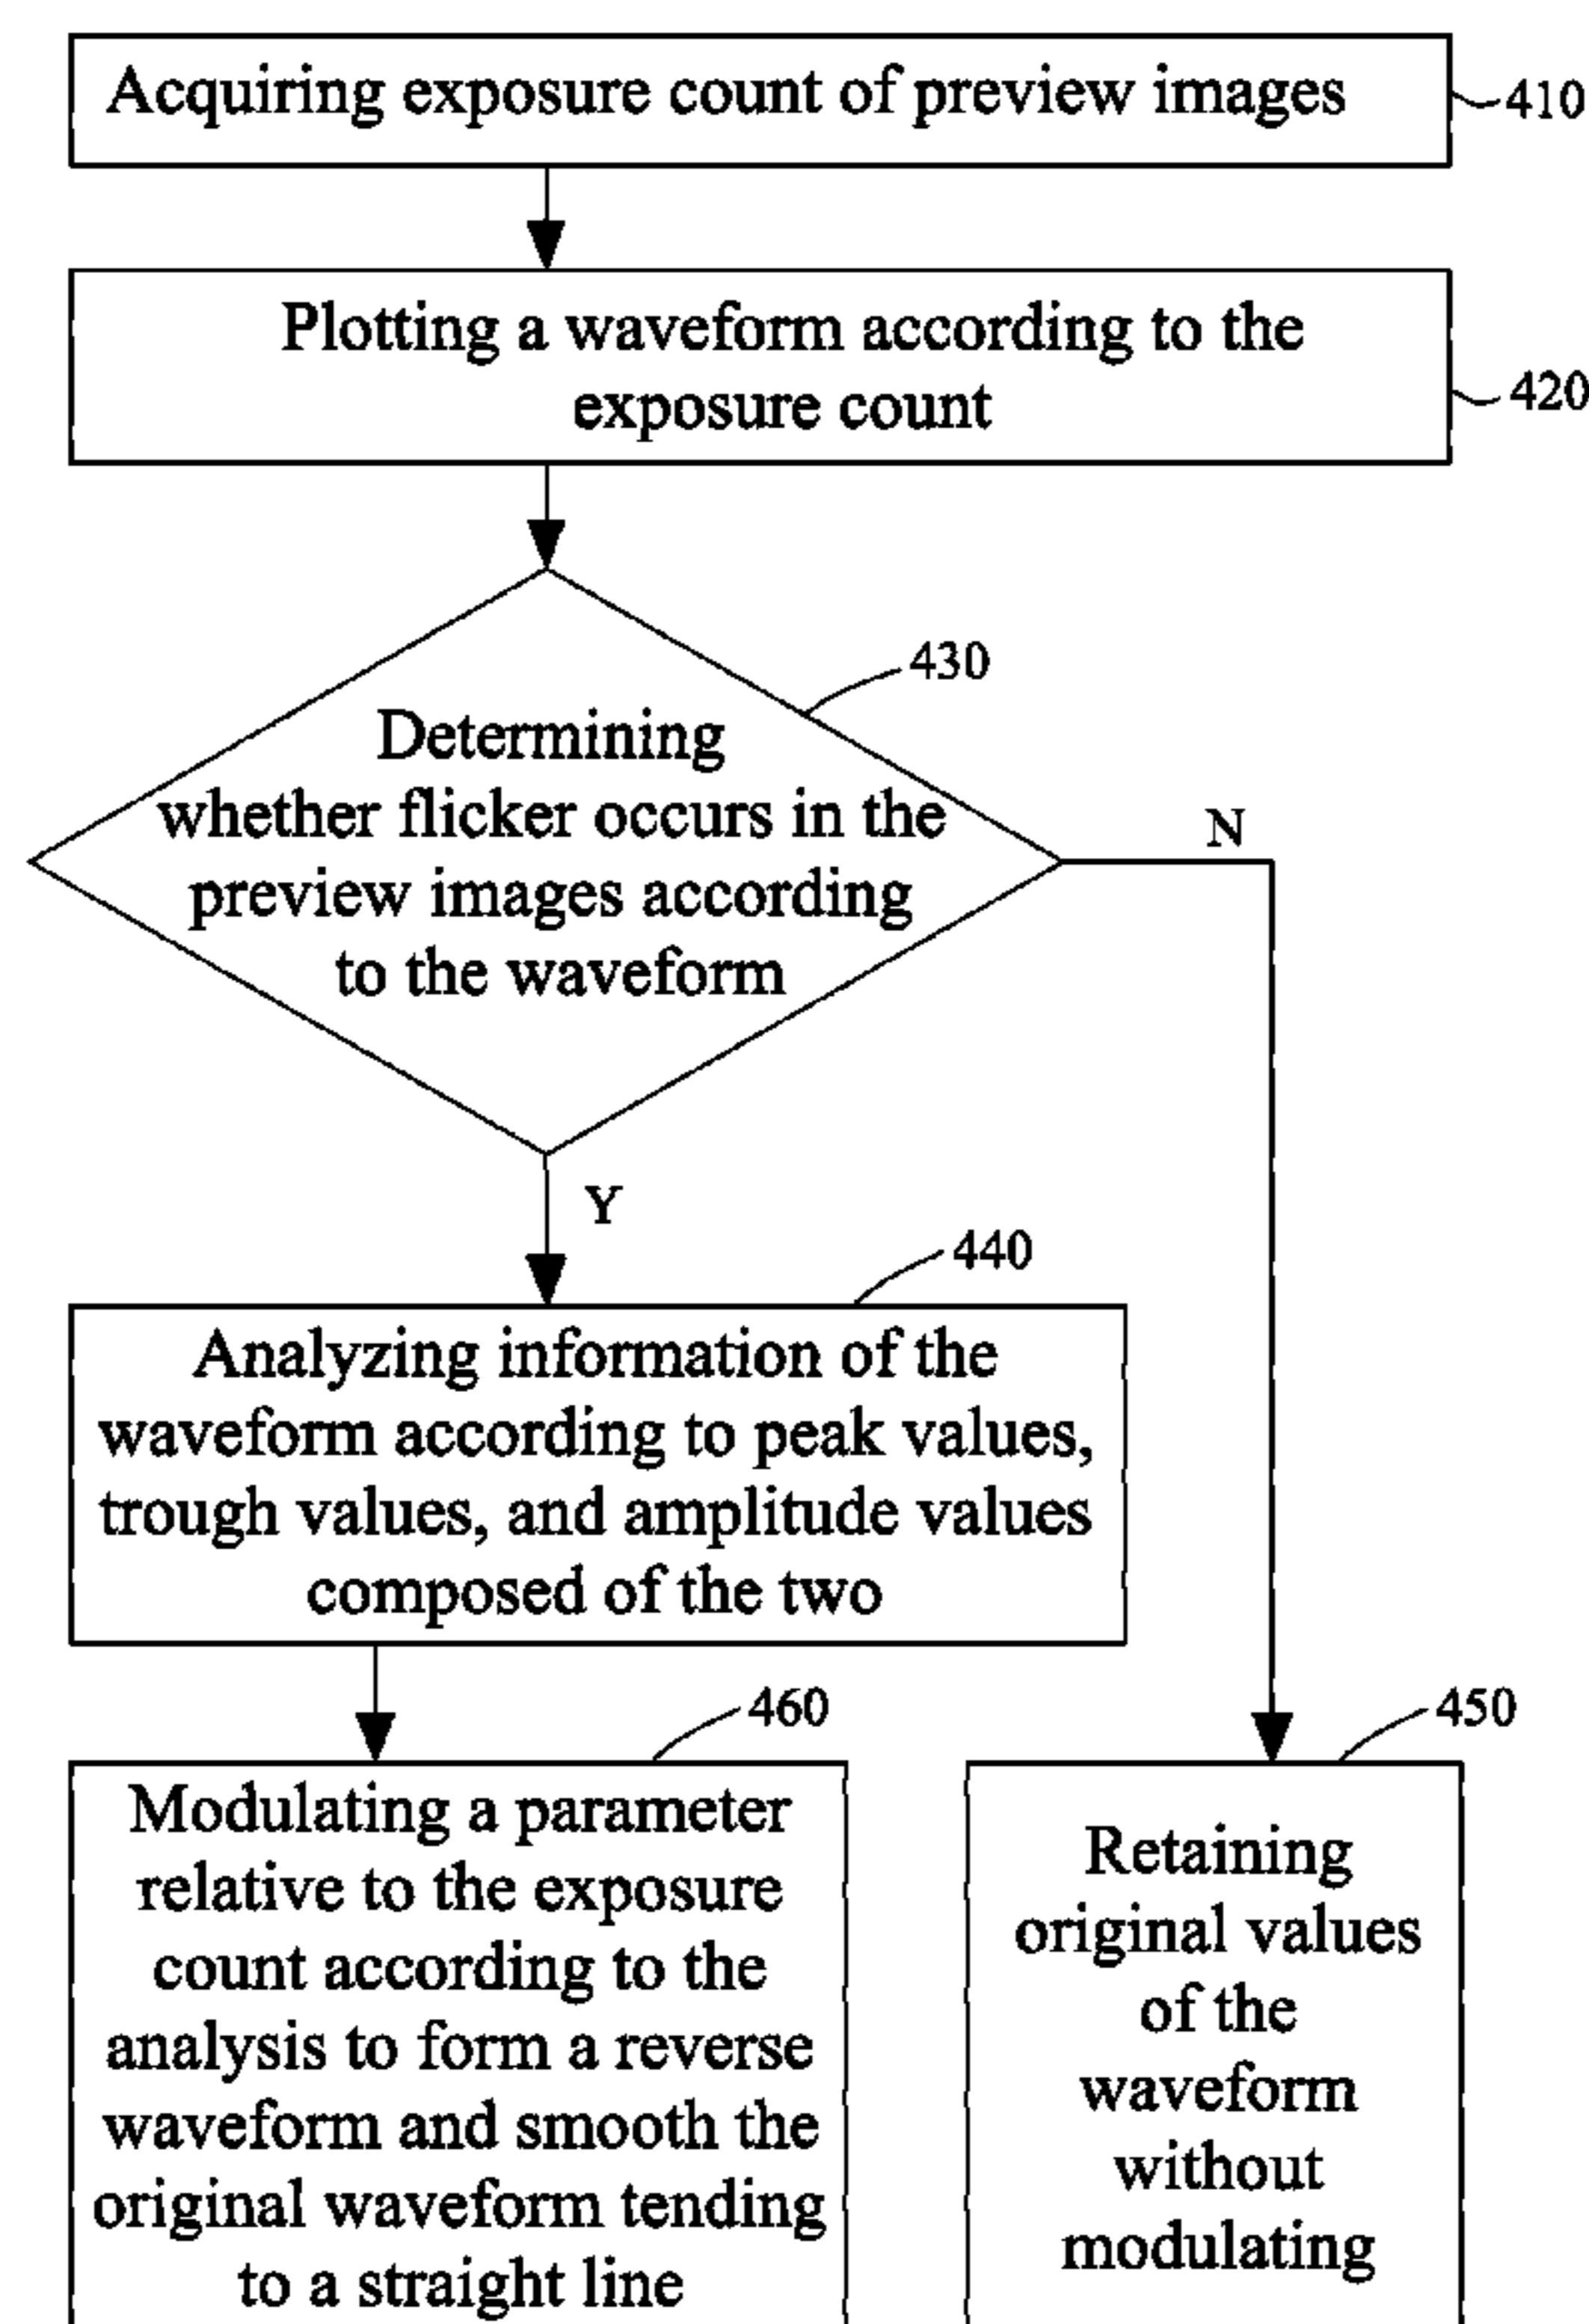 Acquiring exposure count of preview images
410
Plotting a waveform according to the
exposure count
420
430
Determining
whether flicker occurs in the
preview images according
to the waveform
N
Y
440
Analyzing information of the
waveform according to peak values,
trough values, and amplitude values
composed of the two
460
Modulating a parameter
relative to the exposure
count according to the
analysis to form a reverse
waveform and smooth the
original waveform tending
to a straight line
450
Retaining
original values
of the
waveform
without
modulating